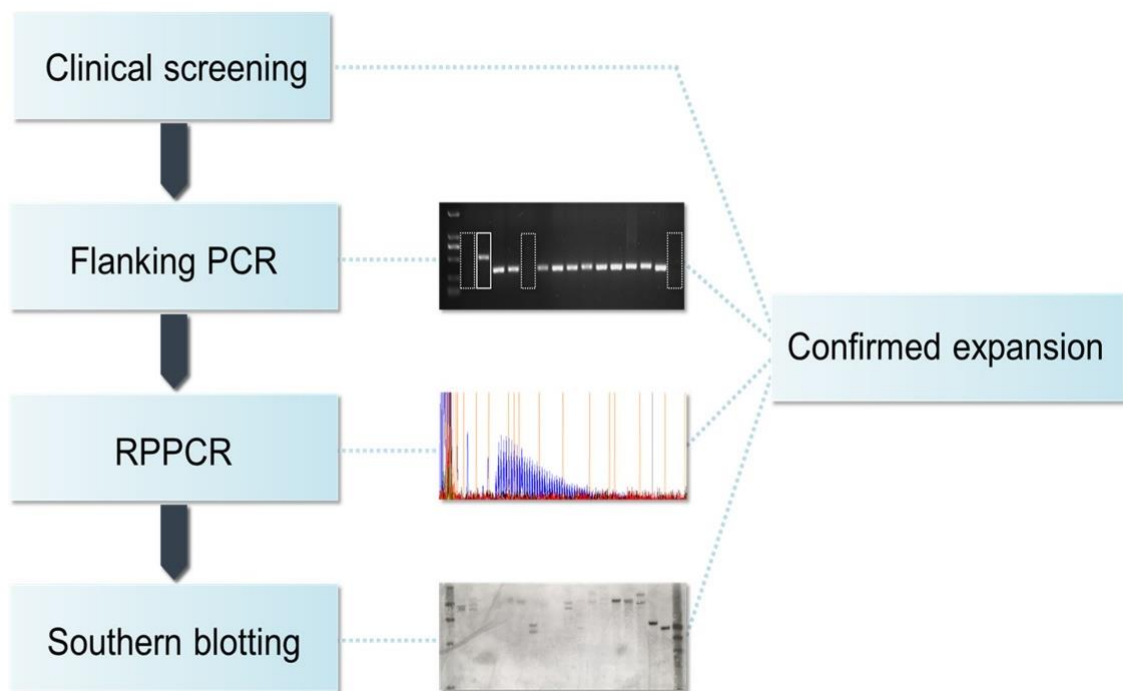 Clinical screening
Flanking PCR
Confirmed expansion
RPPCR
Southern blotting